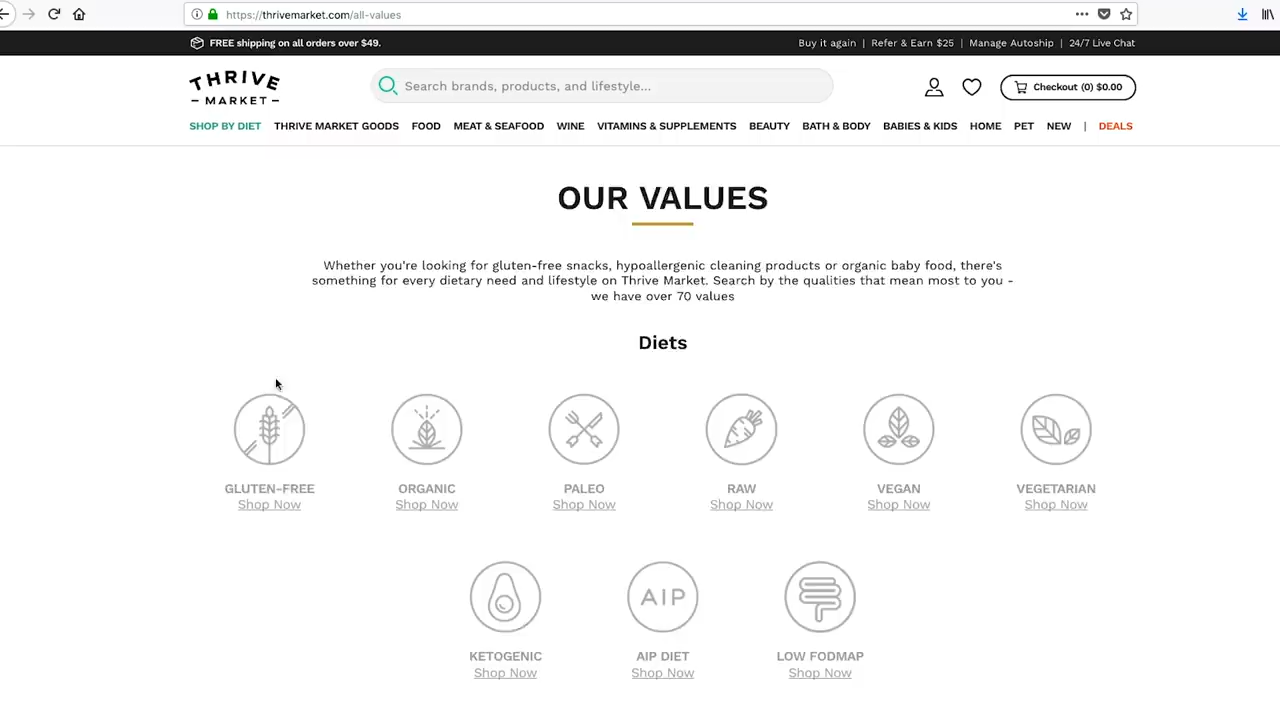 https://thrivemarket.com/all-values
FREE shipping on all orders over $49.
Buy it again | Refer & Earn $25 | Manage Autoship | 24/7 Live Chat
THRIVE
– MARKET –
Search brands, products, and lifestyle...
Checkout (0) $0.00
SHOP BY DIET THRIVE MARKET GOODS FOOD MEAT & SEAFOOD WINE VITAMINS & SUPPLEMENTS BEAUTY BATH & BODY BABIES & KIDS HOME PET NEW | DEALS
OUR VALUES
Whether you're looking for gluten-free snacks, hypoallergenic cleaning products or organic baby food, there's
something for every dietary need and lifestyle on Thrive Market. Search by the qualities that mean most to you -
we have over 70 values
Diets
GLUTEN-FREE ORGANIC PALEO RAW VEGAN VEGETARIAN
Shop Now Shop Now Shop Now Shop Now Shop Now Shop Now
AIP
KETOGENIC AIP DIET LOW FODMAP
Shop Now Shop Now Shop Now